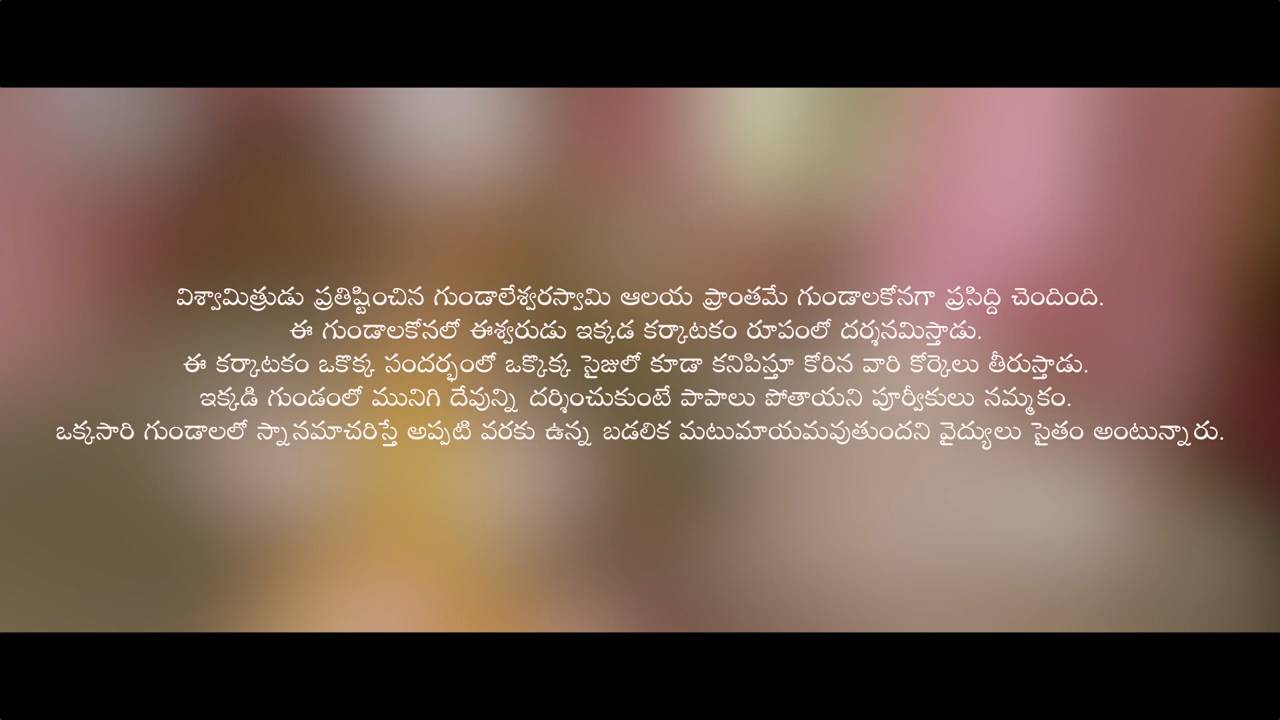 విశ్వామిత్రుడు ప్రతిష్టించిన గుండాలేశ్వరస్వామి ఆలయ ప్రాంతమే గుండాలకోనగా ప్రసిద్ది చెందింది.
ఈ గుండాలకోనలో ఈశ్వరుడు ఇక్కడ కర్కాటకం రూపంలో దర్శనమిస్తాడు.
ఈ కర్కాటకం ఒకొక్క సందర్భంలో ఒక్కొక్క సైజులో కూడా కనిపిస్తూ కోరిన వారి కోర్కెలు తీరుస్తాడు.
ఇక్కడి గుండంలో మునిగి దేవున్ని దర్శించుకుంటే పాపాలు పోతాయని పూర్వీకులు నమ్మకం.
ఒక్కసారి గుండాలలో స్నానమాచరిస్తే అప్పటి వరకు ఉన్న బడలిక మటుమాయమవుతుందని వైద్యులు సైతం అంటున్నారు.